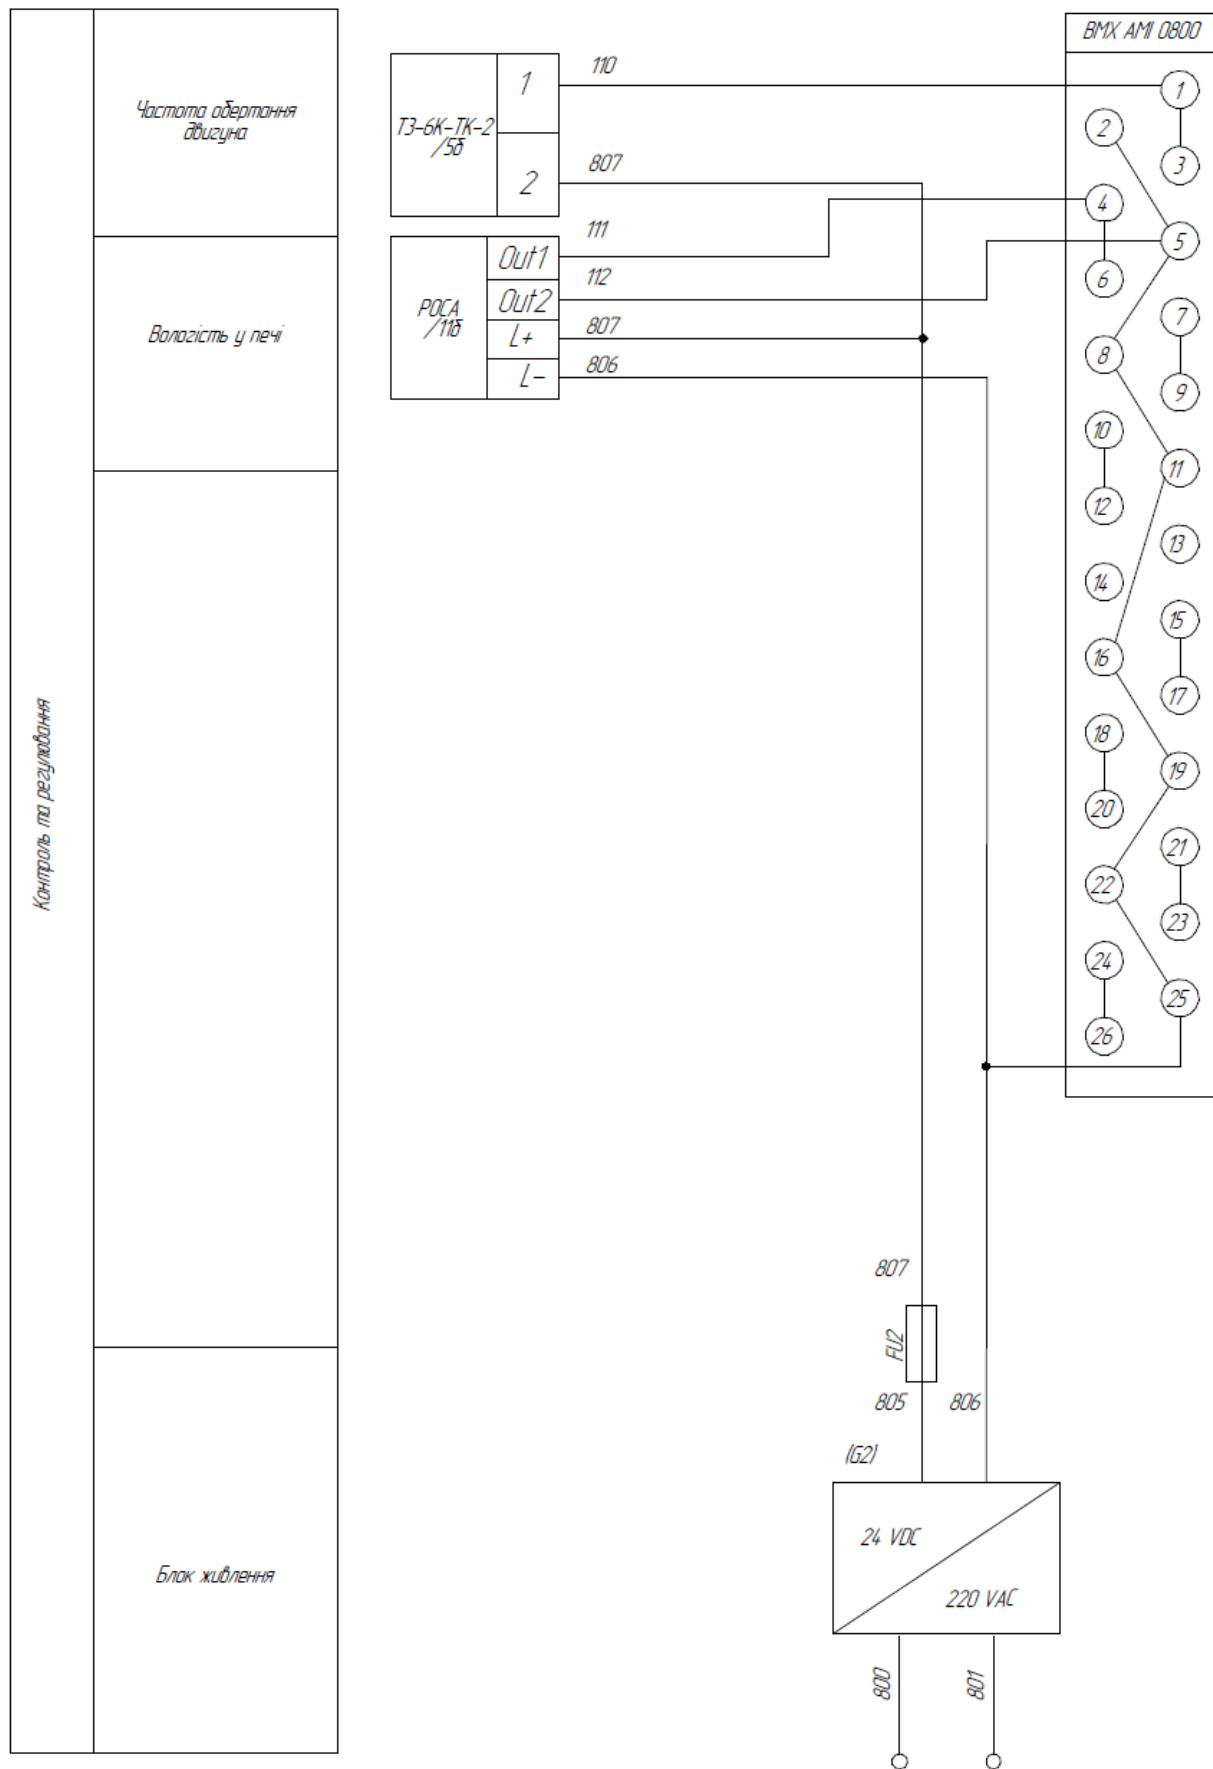 Контроль та регулювання
Частота обертання
двигуна
Вологість у печі
Блок живлення
ТЗ-6К-ТК-2
/5б
1
2
110
807
РОСА
/11б
Out1
Out2
L+
L-
111
112
807
806
BMX AMI 0800
1
2
3
4
5
6
7
8
9
10
11
12
13
14
15
16
17
18
19
20
21
22
23
24
25
26
807
FU2
805
806
(G2)
24 VDC
220 VAC
800
801